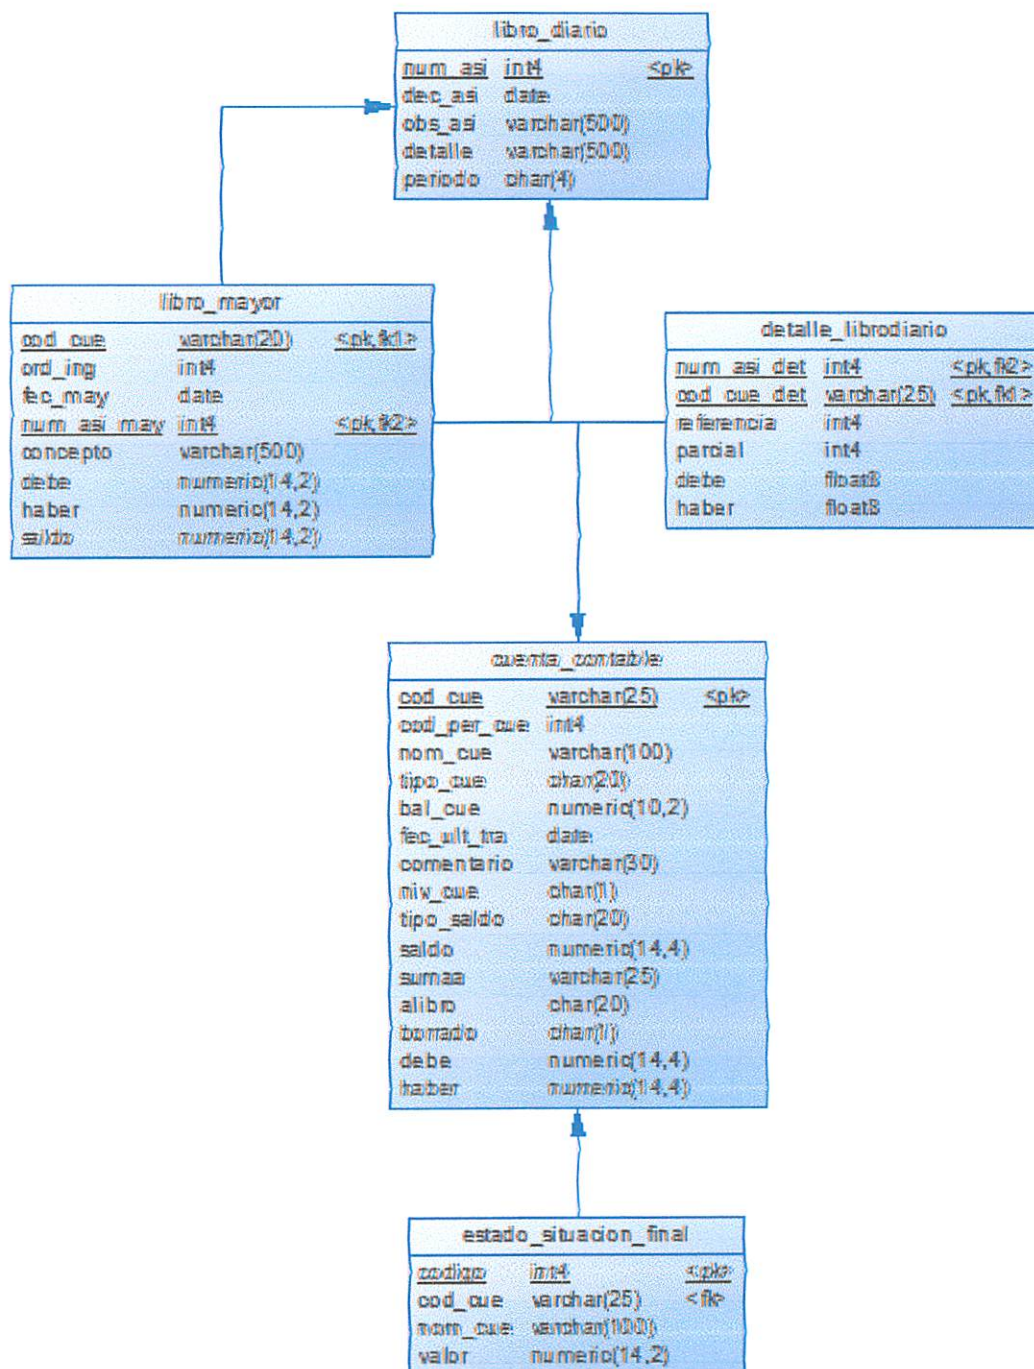 libro_diario
num_asi int4 <pk>
dec_asi date
obs_asi varchar(500)
detalle varchar(500)
periodo char(4)
libro_mayor
cod_cue varchar(20) <pk,fk1>
ord_ing int4
fec_may date
num_asi_may int4 <pk,fk2>
concepto varchar(500)
debe numeric(14,2)
haber numeric(14,2)
saldo numeric(14,2)
detalle_librodiario
num_asi_det int4 <pk,fk2>
cod_cue_det varchar(25) <pk,fk1>
referencia int4
parcial int4
debe float8
haber float8
cuenta_contable
cod_cue varchar(25) <pk>
cod_per_cue int4
nom_cue varchar(100)
tipo_cue char(20)
bal_cue numeric(10,2)
fec_ult_tra date
comentario varchar(30)
niv_cue char(1)
tipo_saldo char(20)
saldo numeric(14,4)
sumaa varchar(25)
alibro char(20)
borrado char(1)
debe numeric(14,4)
haber numeric(14,4)
estado_situacion_final
codigo int4 <pk>
cod_cue varchar(25) <fk>
nom_cue varchar(100)
valor numeric(14,2)